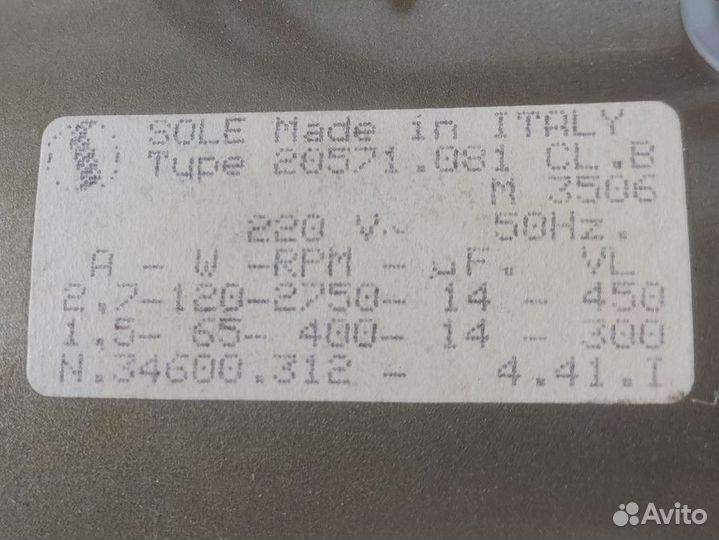 SOLE Made in ITALY
Type 20571.081 CL.B
M 3506
220 V~ 50Hz.
A - W -RPM - µF. VL
2.7-120-2750- 14 - 450
1.5- 65- 400- 14 - 300
N.34600.312 - 4.41.I
Avito